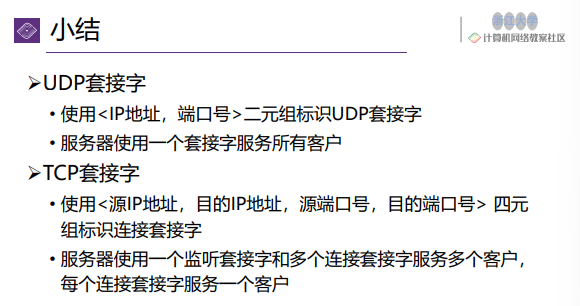 小结
浙江大学
计算机网络教案社区
➢UDP套接字
• 使用<IP地址，端口号>二元组标识UDP套接字
• 服务器使用一个套接字服务所有客户
➢TCP套接字
• 使用<源IP地址，目的IP地址，源端口号，目的端口号> 四元
组标识连接套接字
• 服务器使用一个监听套接字和多个连接套接字服务多个客户，
每个连接套接字服务一个客户